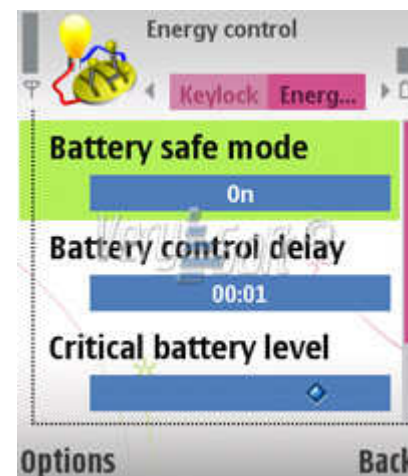 Energy control
Keylock Energ...
Battery safe mode
On
Battery control delay
00:01
Critical battery level
Options Back